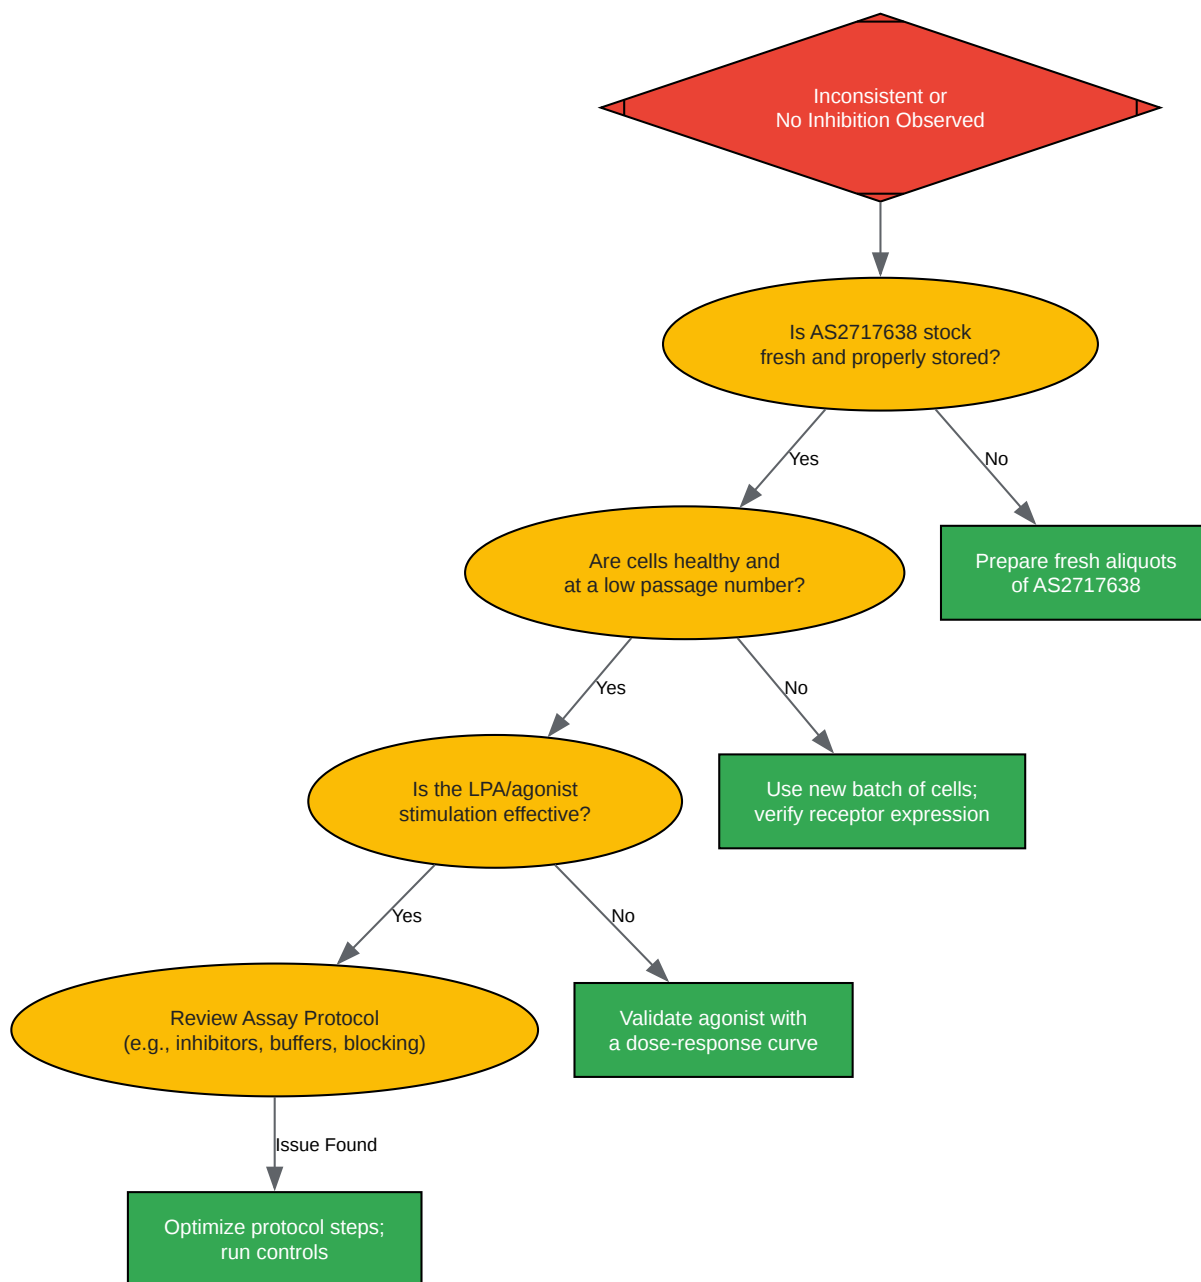 Inconsistent or
No Inhibition Observed
Is AS2717638 stock
fresh and properly stored?
Yes
No
Are cells healthy and
at a low passage number?
Prepare fresh aliquots
of AS2717638
Yes
No
Is the LPA/agonist
stimulation effective?
Use new batch of cells;
verify receptor expression
Yes
No
Review Assay Protocol
(e.g., inhibitors, buffers, blocking)
Validate agonist with
a dose-response curve
Issue Found
Optimize protocol steps;
run controls